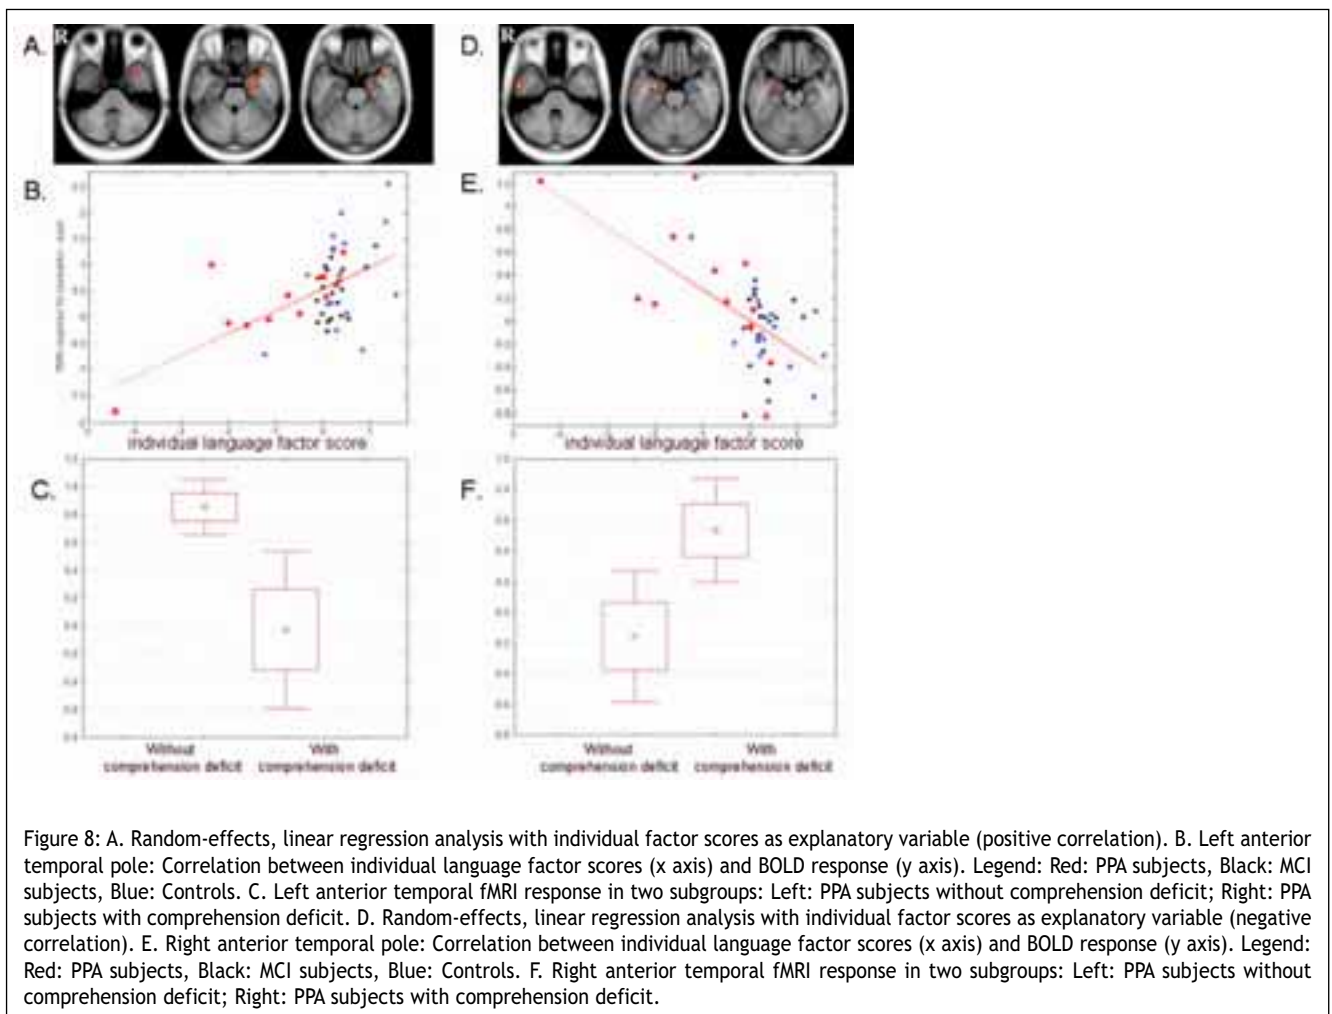 A.
R
D.
R
B.
E.
individual language factor score
individual language factor score
C.
F.
Without
comprehension deficit
With
comprehension deficit
Without
comprehension deficit
With
comprehension deficit
Figure 8: A. Random-effects, linear regression analysis with individual factor scores as explanatory variable (positive correlation). B. Left anterior
temporal pole: Correlation between individual language factor scores (x axis) and BOLD response (y axis). Legend: Red: PPA subjects, Black: MCI
subjects, Blue: Controls. C. Left anterior temporal fMRI response in two subgroups: Left: PPA subjects without comprehension deficit; Right: PPA
subjects with comprehension deficit. D. Random-effects, linear regression analysis with individual factor scores as explanatory variable (negative
correlation). E. Right anterior temporal pole: Correlation between individual language factor scores (x axis) and BOLD response (y axis). Legend:
Red: PPA subjects, Black: MCI subjects, Blue: Controls. F. Right anterior temporal fMRI response in two subgroups: Left: PPA subjects without
comprehension deficit; Right: PPA subjects with comprehension deficit.